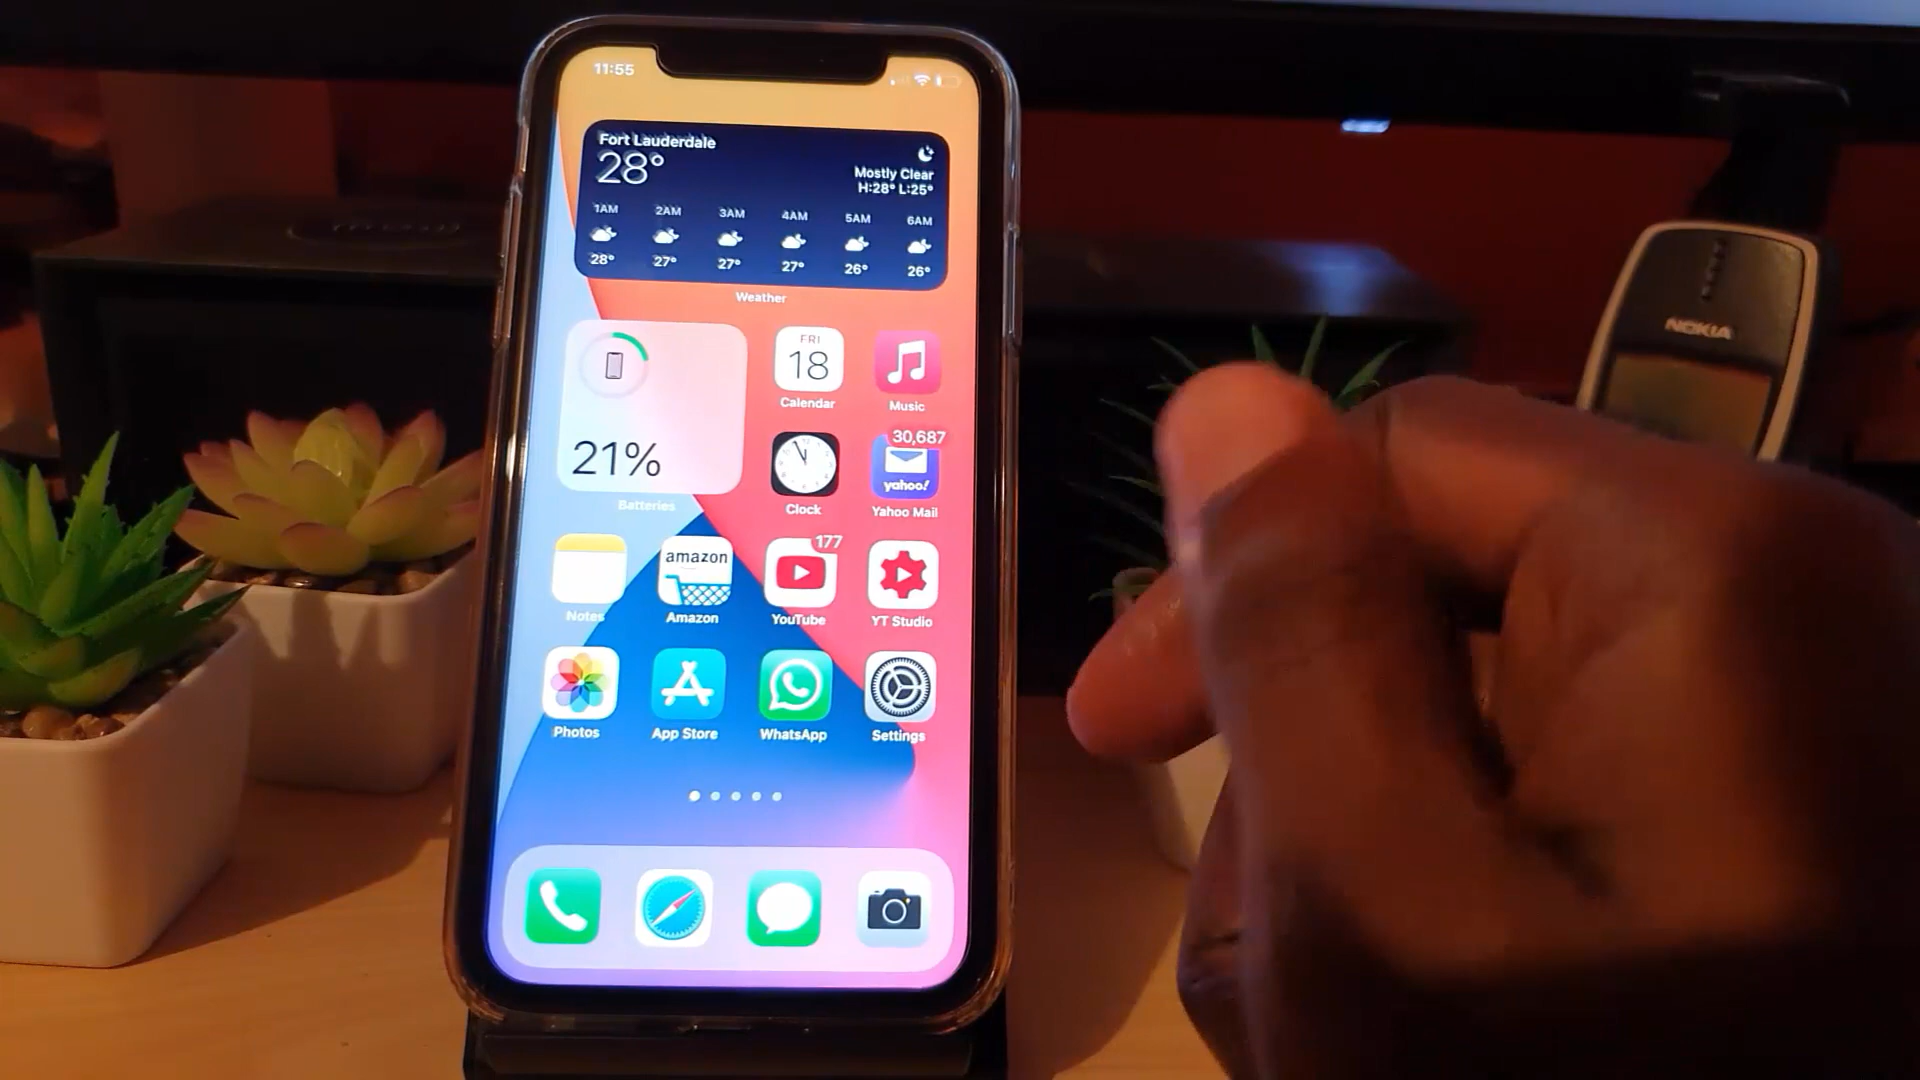 11:55
Fort Lauderdale
28°
Mostly Clear
H:28° L:25°
1AM 2AM 3AM 4AM 5AM 6AM
28° 27° 27° 27° 26° 26°
Weather
21%
Batteries
FRI
18
Calendar
Music
Clock
30,687
yahoo!
Yahoo Mail
Notes
amazon
Amazon
177
YouTube
YT Studio
Photos
App Store
WhatsApp
Settings
NOKIA